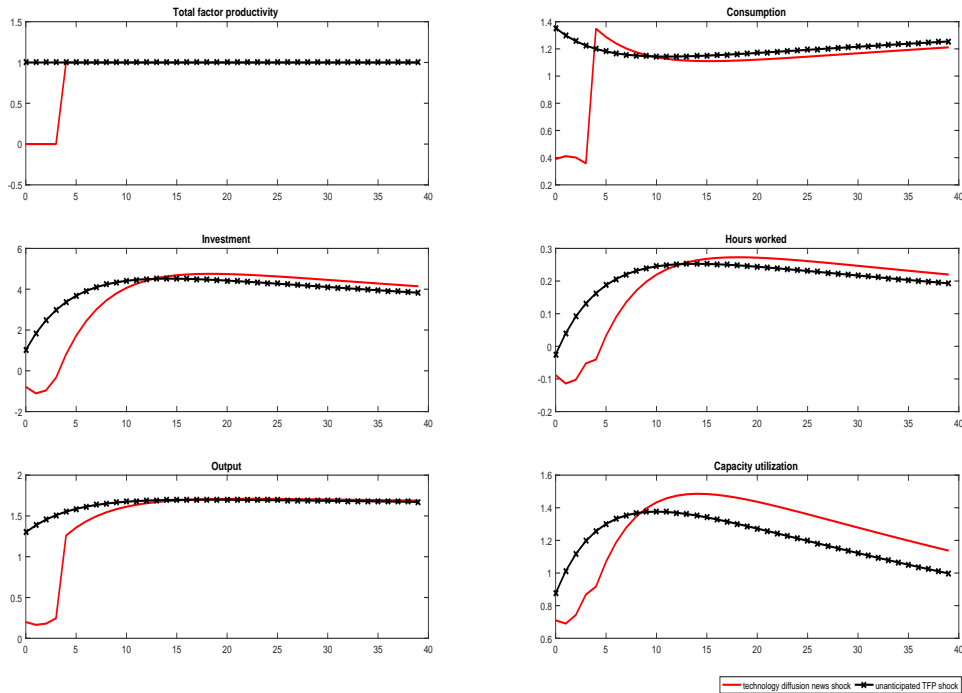 Total factor productivity
1.5
1
0.5
0
-0.5
0 5 10 15 20 25 30 35 40
Consumption
1.4
1.2
1
0.8
0.6
0.4
0.2
0 5 10 15 20 25 30 35 40
Investment
6
4
2
0
-2
0 5 10 15 20 25 30 35 40
Hours worked
0.3
0.2
0.1
0
-0.1
-0.2
0 5 10 15 20 25 30 35 40
Output
2
1.5
1
0.5
0
0 5 10 15 20 25 30 35 40
Capacity utilization
1.6
1.4
1.2
1
0.8
0.6
0 5 10 15 20 25 30 35 40
technology diffusion news shock unanticipated TFP shock